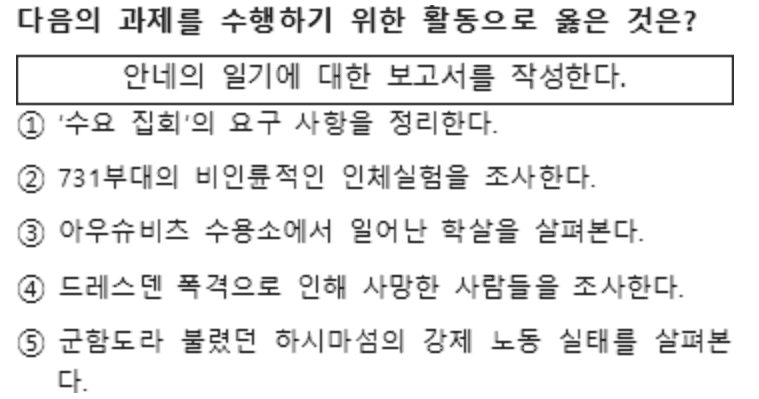 다음의 과제를 수행하기 위한 활동으로 옳은 것은?
안네의 일기에 대한 보고서를 작성한다.
① '수요 집회'의 요구 사항을 정리한다.
② 731부대의 비인륜적인 인체실험을 조사한다.
③ 아우슈비츠 수용소에서 일어난 학살을 살펴본다.
④ 드레스덴 폭격으로 인해 사망한 사람들을 조사한다.
⑤ 군함도라 불렸던 하시마섬의 강제 노동 실태를 살펴본
다.